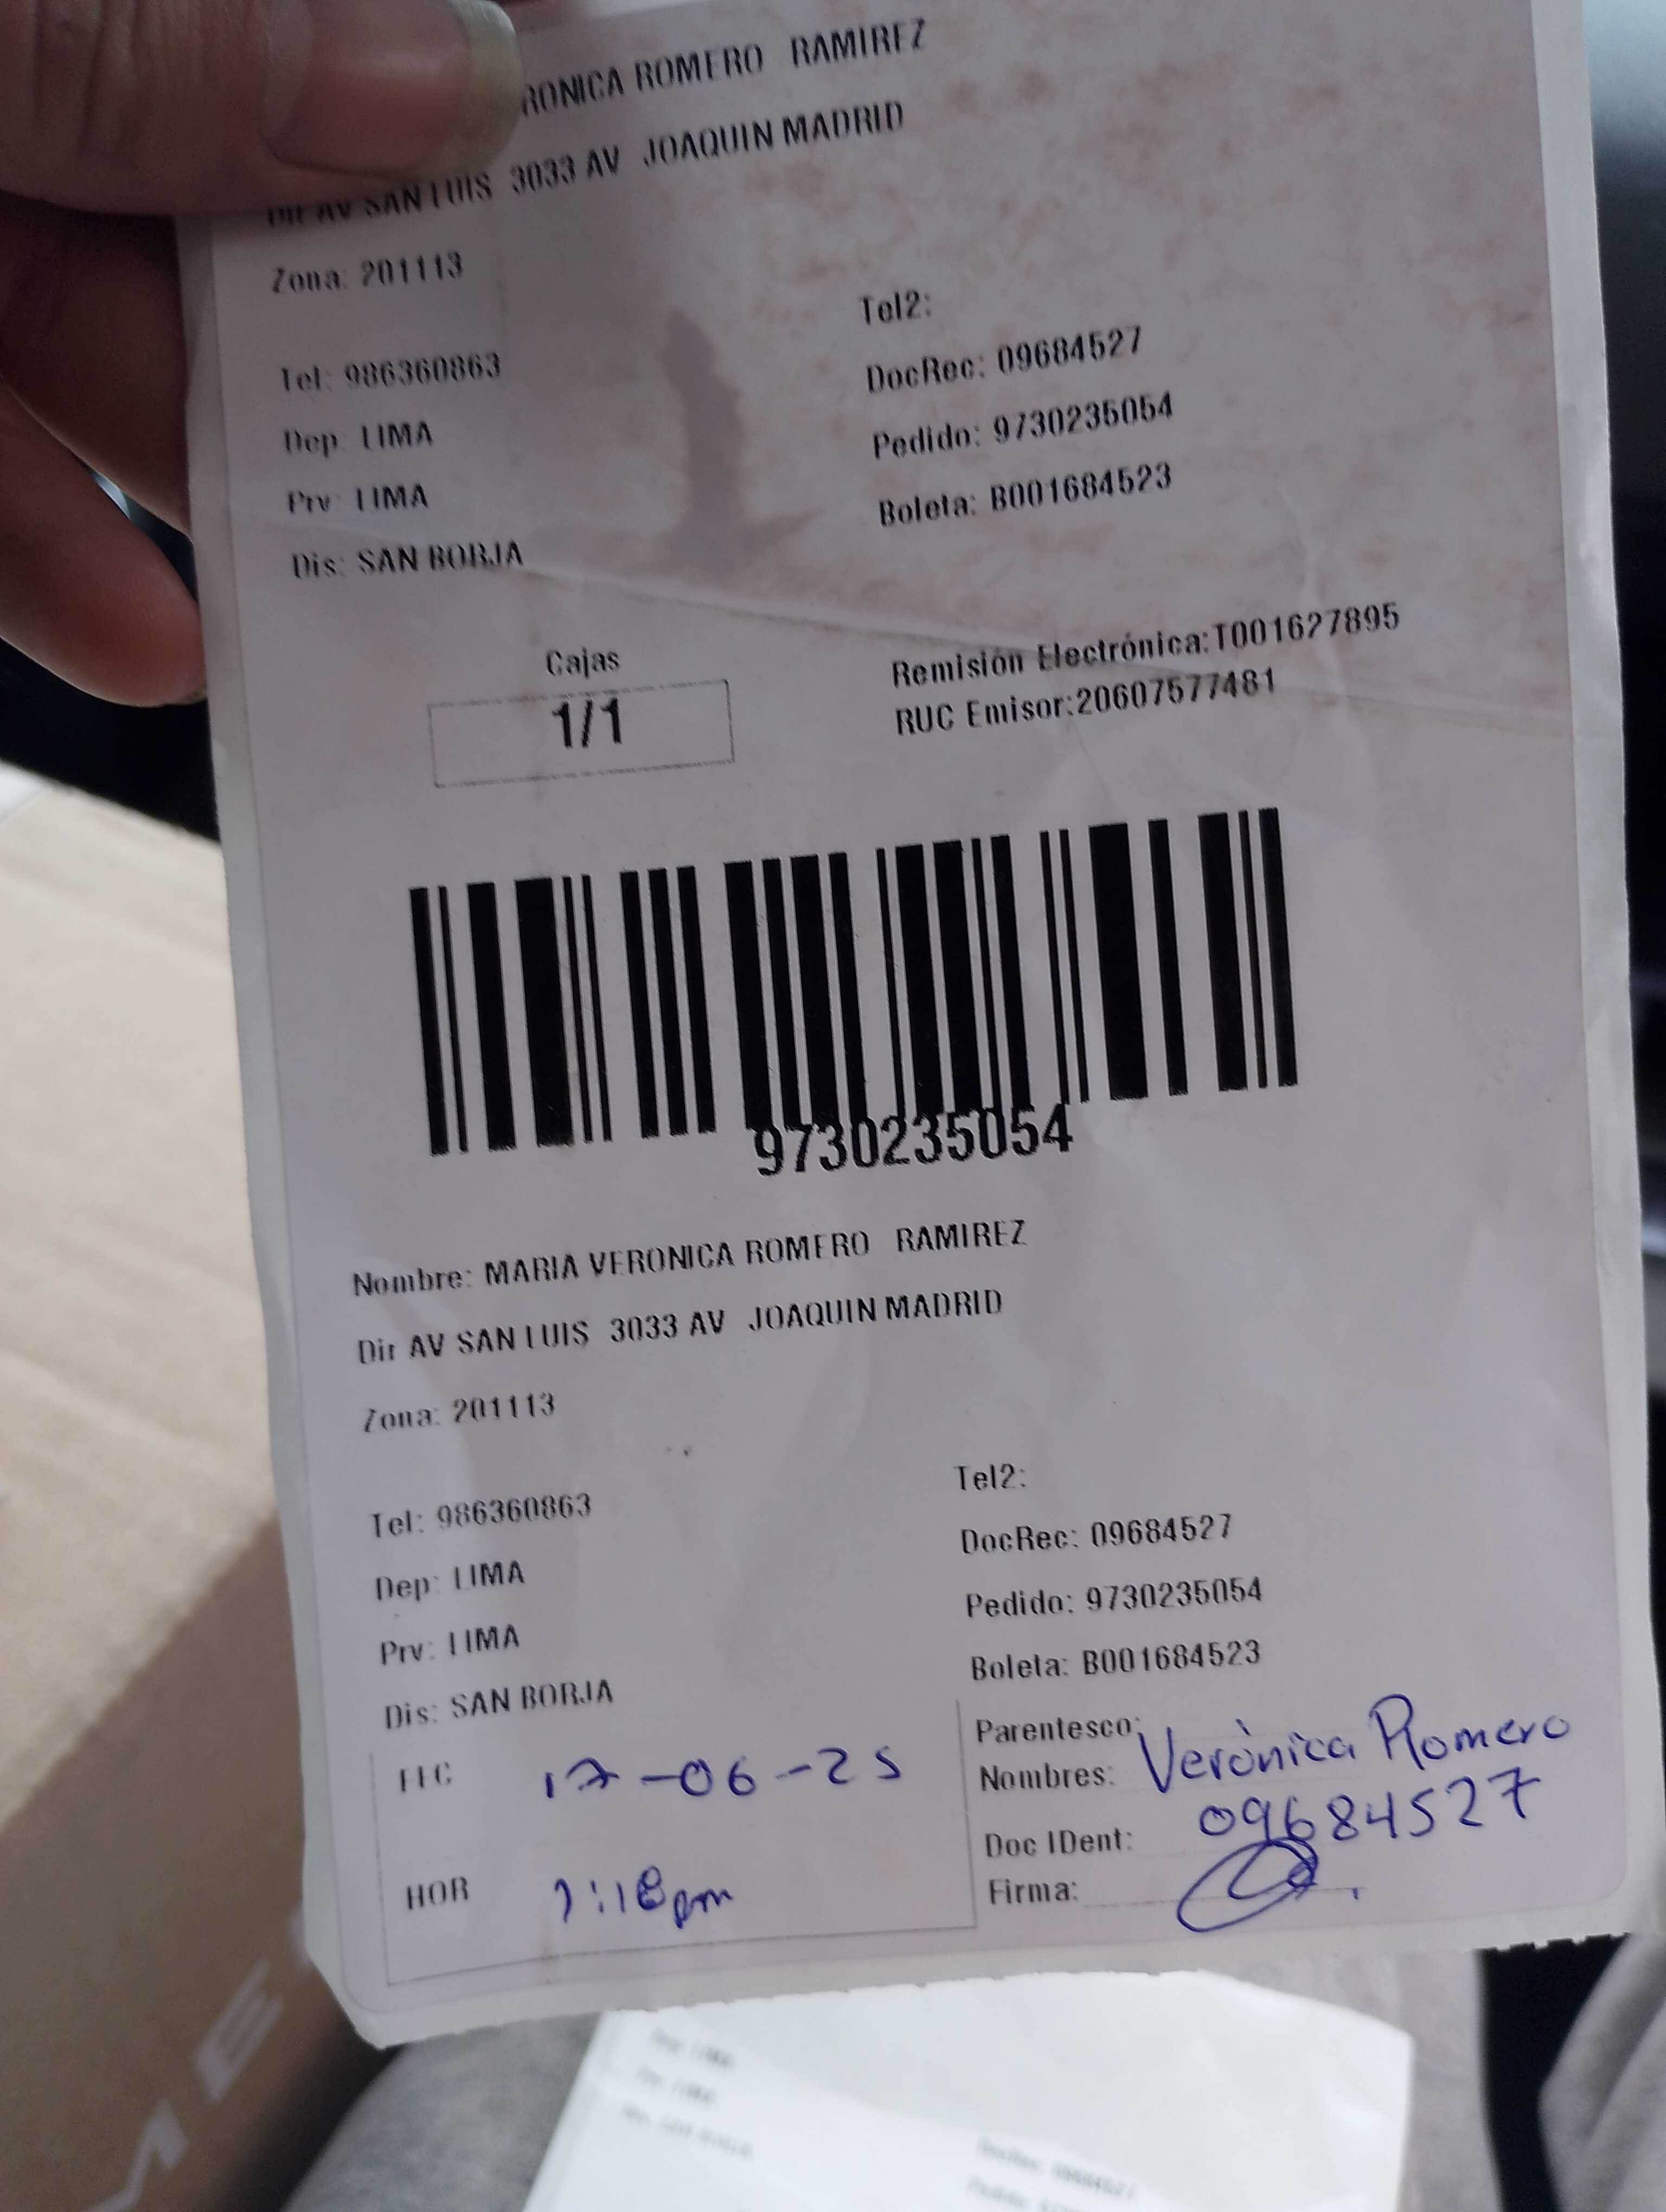 RONICA ROMERO RAMIREZ
Dir AV SAN LUIS 3033 AV JOAQUIN MADRID
Zona: 201113
Tel2:
Tel: 986360863
DocRec: 09684527
Dep: LIMA
Pedido: 9730235054
Prv: LIMA
Boleta: B001684523
Dis: SAN BORJA
Cajas
1/1
Remisión Electrónica:T001627895
RUC Emisor:20607577481
9730235054
Nombre: MARIA VERONICA ROMERO RAMIREZ
Dir AV SAN LUIS 3033 AV JOAQUIN MADRID
Zona: 201113
Tel2:
Tel: 986360863
DocRec: 09684527
Dep: LIMA
Pedido: 9730235054
Prv: LIMA
Boleta: B001684523
Dis: SAN BORJA
Parentesco:
FEC 17-06-25
Nombres: Verònica Romero
Doc IDent: 09684527
HOR
Firma: